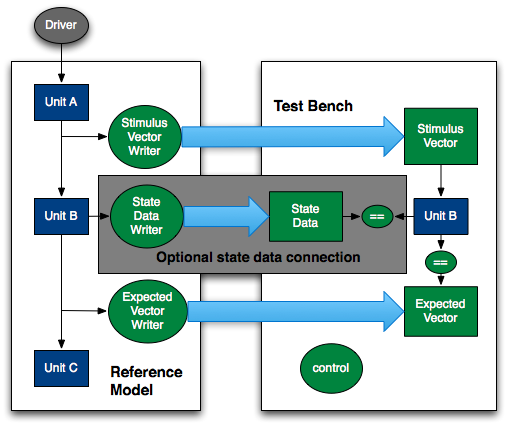 Driver
Unit A
Stimulus
Vector
Writer
Test Bench
Stimulus
Vector
Unit B
State
Data
Writer
State
Data
==
Unit B
Optional state data connection
==
Expected
Vector
Writer
Expected
Vector
Unit C
Reference
Model
control